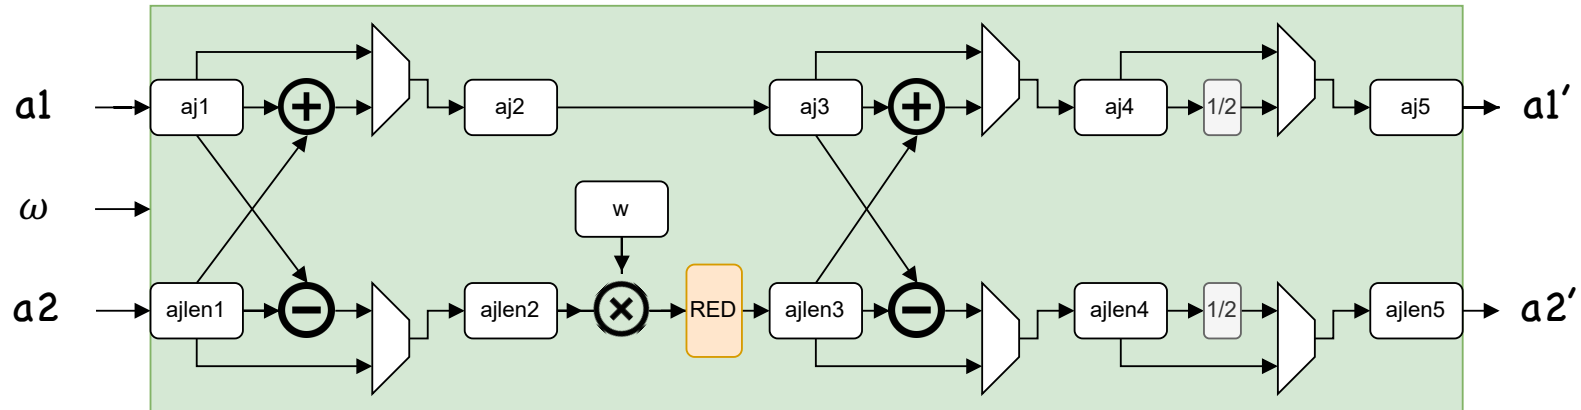 a1 aj1 + aj2 aj3 + aj4 1/2 aj5 a1′
ω w
a2 ajlen1 − ajlen2 × RED ajlen3 − ajlen4 1/2 ajlen5 a2′